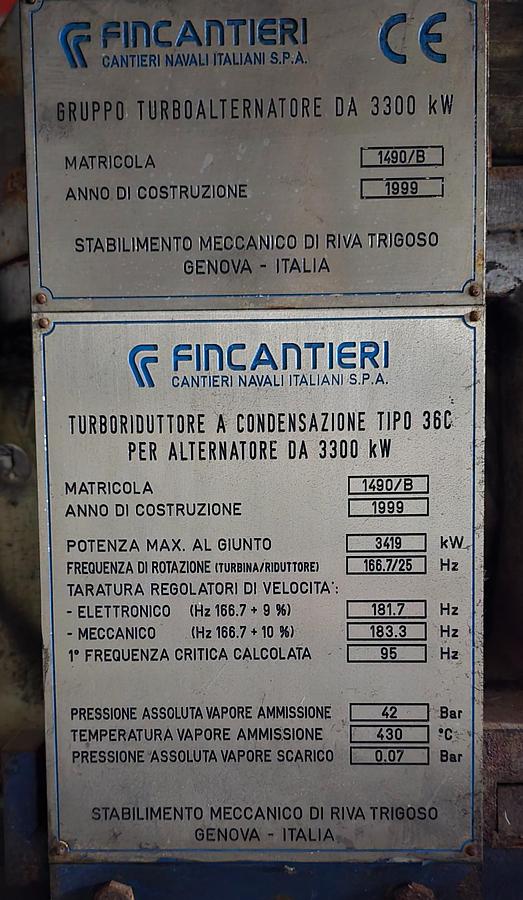 FINCANTIERI CE
CANTIERI NAVALI ITALIANI S.P.A.
GRUPPO TURBOALTERNATORE DA 3300 kW
MATRICOLA 1490/B
ANNO DI COSTRUZIONE 1999
STABILIMENTO MECCANICO DI RIVA TRIGOSO
GENOVA - ITALIA
FINCANTIERI
CANTIERI NAVALI ITALIANI S.P.A.
TURBORIDUTTORE A CONDENSAZIONE TIPO 36C
PER ALTERNATORE DA 3300 kW
MATRICOLA 1490/B
ANNO DI COSTRUZIONE 1999
POTENZA MAX. AL GIUNTO 3419 kW
FREQUENZA DI ROTAZIONE (TURBINA/RIDUTTORE) 166.7/25 Hz
TARATURA REGOLATORI DI VELOCITA':
- ELETTRONICO (Hz 166.7 + 9 %) 181.7 Hz
- MECCANICO (Hz 166.7 + 10 %) 183.3 Hz
1° FREQUENZA CRITICA CALCOLATA 95 Hz
PRESSIONE ASSOLUTA VAPORE AMMISSIONE 42 Bar
TEMPERATURA VAPORE AMMISSIONE 430 °C
PRESSIONE ASSOLUTA VAPORE SCARICO 0.07 Bar
STABILIMENTO MECCANICO DI RIVA TRIGOSO
GENOVA - ITALIA